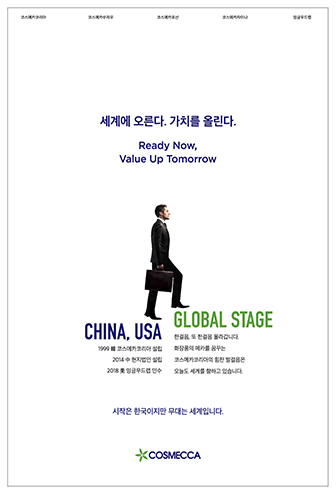 코스메카코리아 코스메카수저우 코스메카포산 코스메카차이나 잉글우드랩
세계에 오른다. 가치를 올린다.
Ready Now,
Value Up Tomorrow
CHINA, USA
1999 韓 코스메카코리아 설립
2014 中 현지법인 설립
2018 美 잉글우드랩 인수
GLOBAL STAGE
한걸음, 또 한걸음 올라갑니다.
화장품의 메카를 꿈꾸는
코스메카코리아의 힘찬 발걸음은
오늘도 세계를 향하고 있습니다.
시작은 한국이지만 무대는 세계입니다.
COSMECCA